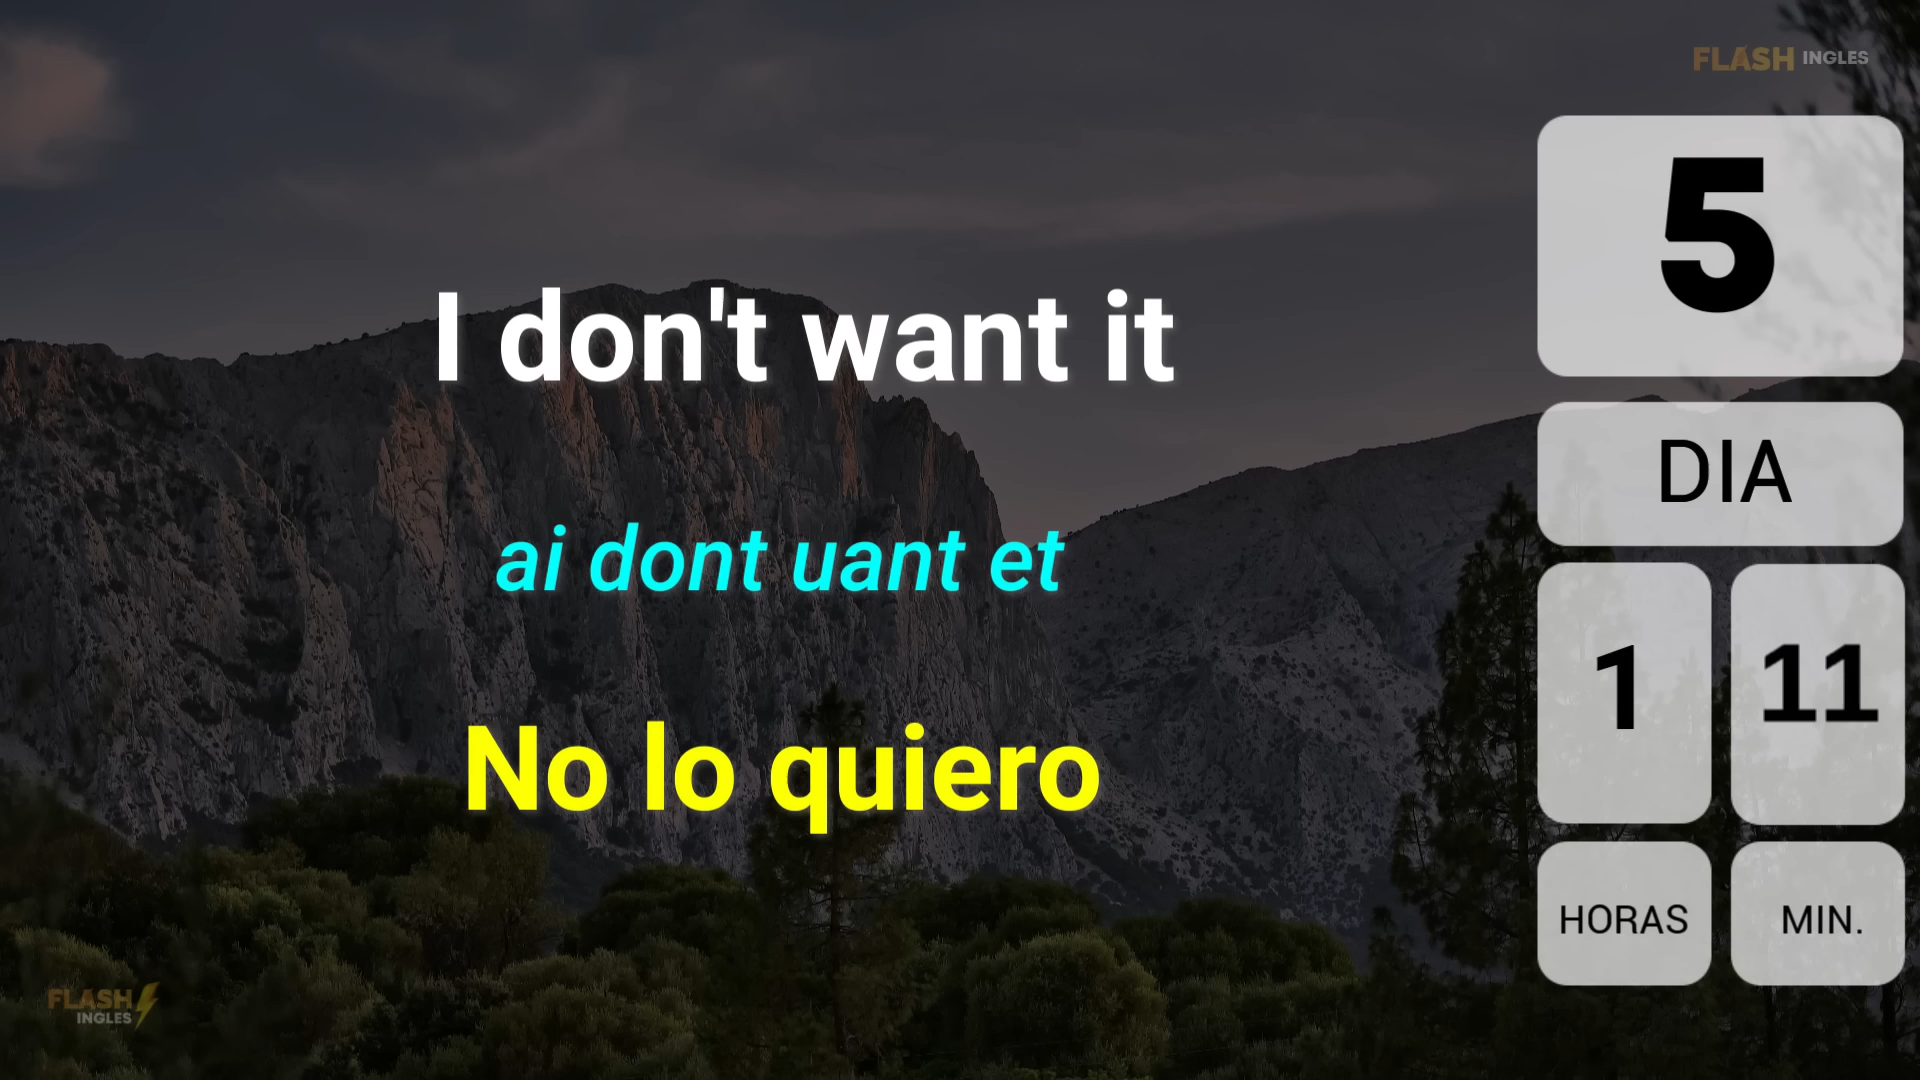 FLASH INGLES
5
DIA
I don't want it
ai dont uant et
No lo quiero
1 11
HORAS MIN.
FLASH
INGLES